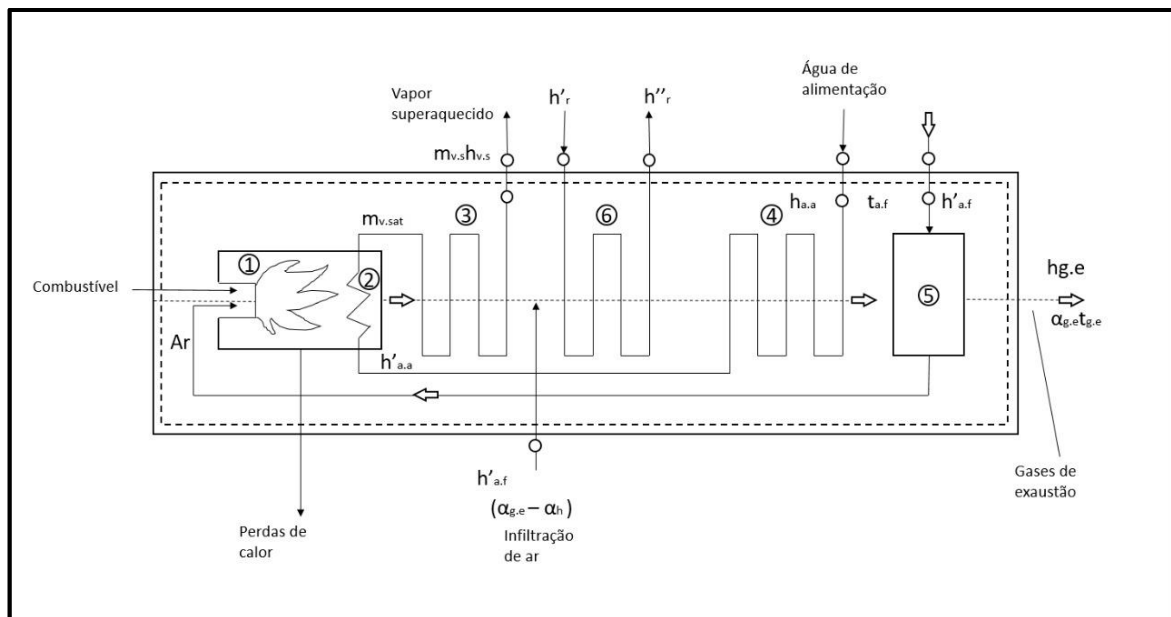 Vapor
superaquecido
h'r
h''r
Água de
alimentação
mv.shv.s
mv.sat
③
⑥
④
ha.a
ta.f
h'a.f
①
②
Combustível
⑤
hg.e
αg.etg.e
Ar
h'a.a
h'a.f
(αg.e – αh)
Infiltração
de ar
Perdas de
calor
Gases de
exaustão